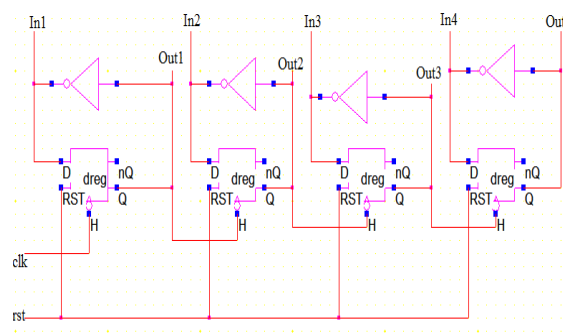 In1
In2
In3
In4
Out
Out1
Out2
Out3
D
nQ
dreg
RST
Q
H
D
nQ
dreg
RST
Q
H
D
nQ
dreg
RST
Q
H
D
nQ
dreg
RST
Q
H
clk
rst